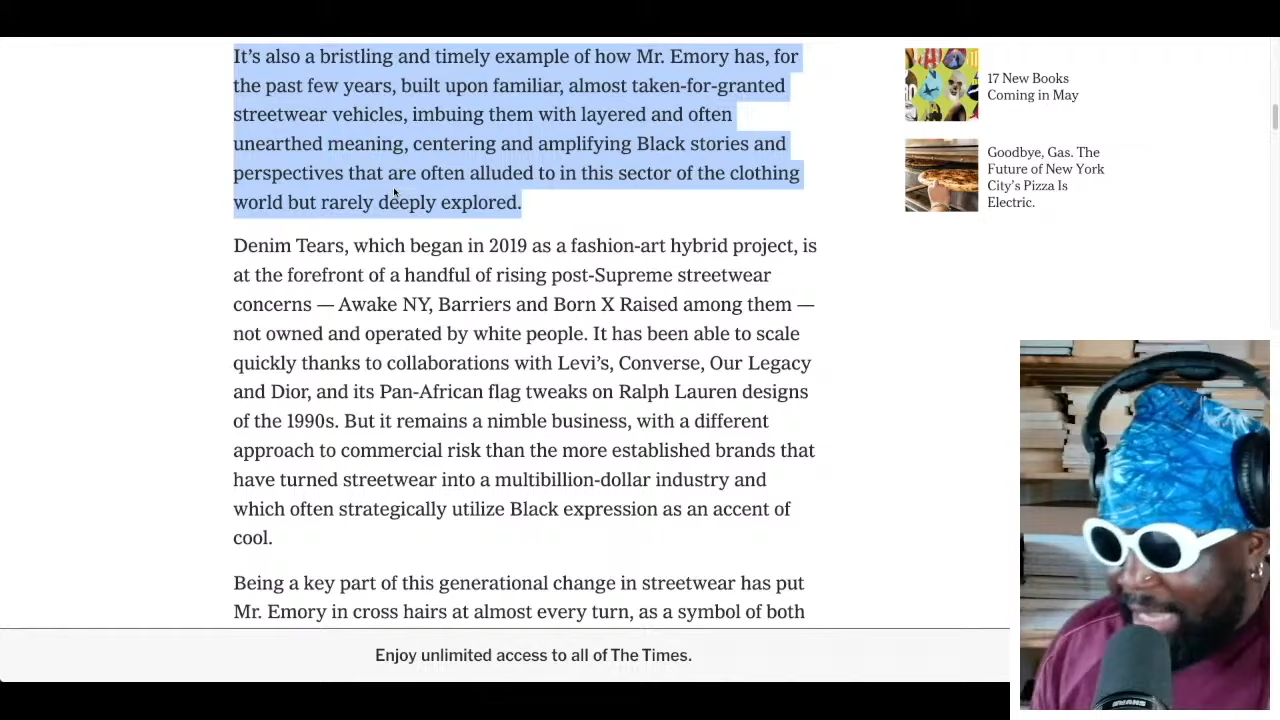 It’s also a bristling and timely example of how Mr. Emory has, for
the past few years, built upon familiar, almost taken-for-granted
streetwear vehicles, imbuing them with layered and often
unearthed meaning, centering and amplifying Black stories and
perspectives that are often alluded to in this sector of the clothing
world but rarely deeply explored.
Denim Tears, which began in 2019 as a fashion-art hybrid project, is
at the forefront of a handful of rising post-Supreme streetwear
concerns — Awake NY, Barriers and Born X Raised among them —
not owned and operated by white people. It has been able to scale
quickly thanks to collaborations with Levi’s, Converse, Our Legacy
and Dior, and its Pan-African flag tweaks on Ralph Lauren designs
of the 1990s. But it remains a nimble business, with a different
approach to commercial risk than the more established brands that
have turned streetwear into a multibillion-dollar industry and
which often strategically utilize Black expression as an accent of
cool.
Being a key part of this generational change in streetwear has put
Mr. Emory in cross hairs at almost every turn, as a symbol of both
Enjoy unlimited access to all of The Times.
17 New Books
Coming in May
Goodbye, Gas. The
Future of New York
City’s Pizza Is
Electric.
SHURE